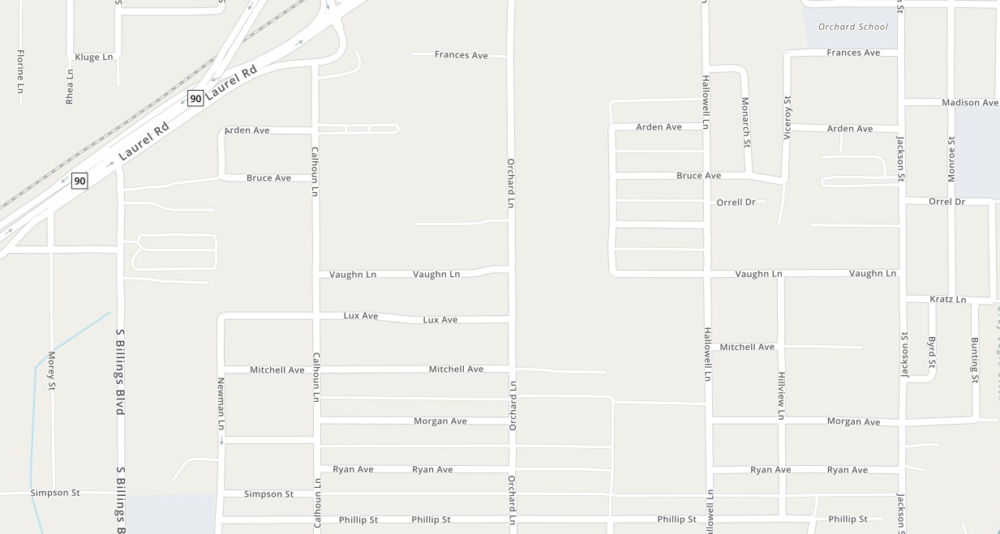 S
S
St
n
Orchard School
Florine Ln
Kluge Ln
Rhea Ln
Frances Ave
Frances Ave
Laurel Rd
90
Hallowell Ln
Monarch St
Viceroy St
Madison Ave
Laurel Rd
Arden Ave
Arden Ave
Arden Ave
Calhoun Ln
Orchard Ln
Jackson St
Monroe St
90
Bruce Ave
Bruce Ave
Orrell Dr
Orrel Dr
Vaughn Ln
Vaughn Ln
Vaughn Ln
Vaughn Ln
Kratz Ln
Lux Ave
Lux Ave
S Billings Blvd
Morey St
Hallowell Ln
Mitchell Ave
Jackson St
Byrd St
Bunting St
Newman Ln
Mitchell Ave
Calhoun Ln
Mitchell Ave
Orchard Ln
Hillview Ln
Morgan Ave
Morgan Ave
Ryan Ave
Ryan Ave
Ryan Ave
Ryan Ave
S Billings B
Simpson St
Simpson St
Calhoun Ln
Orchard Ln
allowell Ln
Jackson S
Phillip St
Phillip St
Phillip St
Phillip St